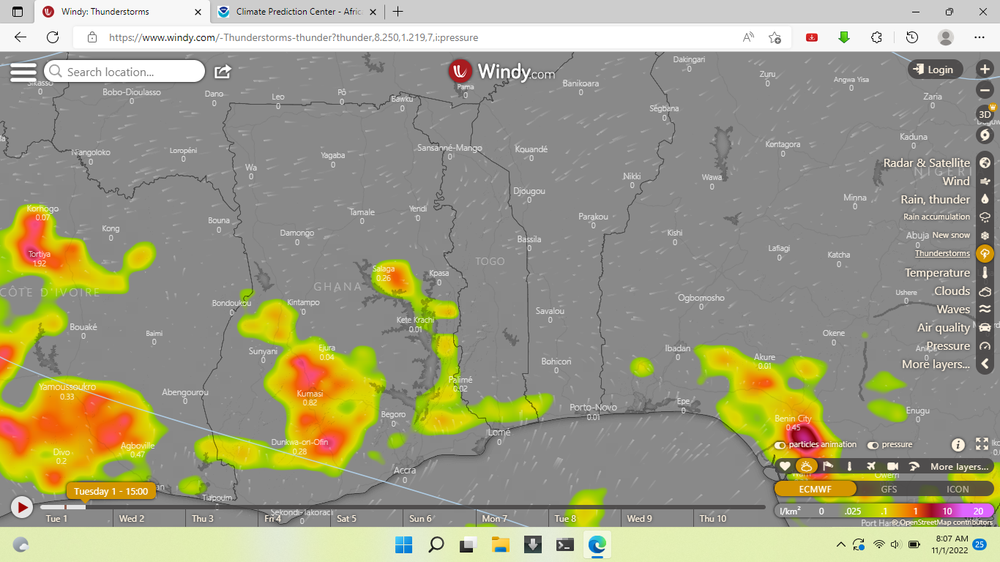 Windy: Thunderstorms
Climate Prediction Center - Afric
https://www.windy.com/-Thunderstorms-thunder?thunder,8.250,1.219,7,i:pressure
Search location...
Windy.com
Login
3D
Sikasso
0
Bobo-Dioulasso
0
Dano
0
Leo
0
Pô
0
Bawku
0
Pama
0
Banikoara
0
Dakingari
0
Zuru
0
Angwa Yisa
0
Zaria
0
Ségbana
0
Niangoloko
0
Loropéni
0
Wa
0
Yagaba
0
Sansanné-Mango
0
Kouandé
0
Kontagora
0
Kaduna
0
Nikki
0
Wawa
0
Djougou
0
Minna
0
Korhogo
0.07
Kong
0
Bouna
0
Tamale
0
Yendi
0
Parakou
0
Damongo
0
Bassila
0
Kishi
0
Abuja
0
Tortiya
1.92
TOGO
Lafiagi
0
Katcha
0
Salaga
0.26
Kpasa
0
GHANA
CÔTE D'IVOIRE
NIGERI
Bondoukou
0
Kintampo
0
Ogbomosho
0
Ushere
0
Savalou
0
Bouaké
0
Baimi
0
Kete Krachi
0.01
Okene
0
Sunyani
0
Ejura
0.04
Ibadan
0
Akure
0.01
Bohicon
0
Yamoussoukro
0.33
Abengourou
0
Kumasi
0.82
Palimé
0.02
Begoro
0
Porto-Novo
0.01
Epe
0
Enugu
0
Benin City
0.45
Lomé
0
Divo
0.2
Agboville
0.47
Dunkwa-on-Ofin
0.28
Accra
0
Tiapoum
Sekondi-Takoradi
0
Radar & Satellite
Wind
Rain, thunder
Rain accumulation
New snow
Thunderstorms
Temperature
Clouds
Waves
Air quality
Pressure
More layers...
particles animation
pressure
More layers...
ECMWF
GFS
ICON
l/km² 0 .025 .1 1 10 20
© OpenStreetMap contributors
Port Harcou
Tuesday 1 - 15:00
Tue 1
Wed 2
Thu 3
Fri 4
Sat 5
Sun 6
Mon 7
Tue 8
Wed 9
Thu 10
8:07 AM
11/1/2022
25